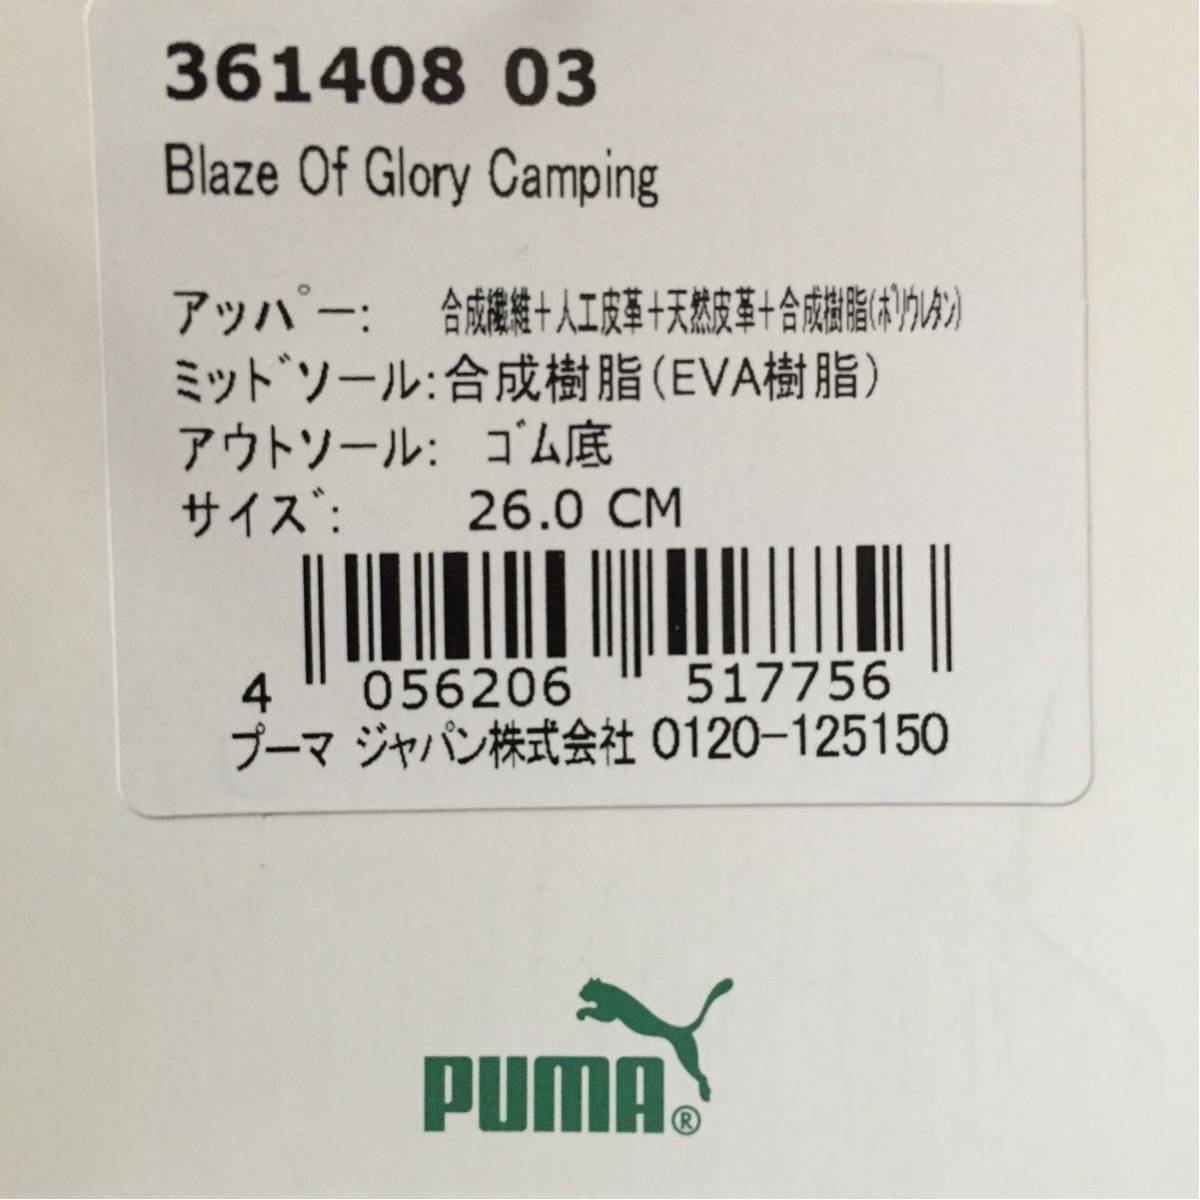 361408 03
Blaze Of Glory Camping
アッパー: 合成繊維+人工皮革+天然皮革+合成樹脂(ポリウレタン)
ミッドソール:合成樹脂(EVA樹脂)
アウトソール: ゴム底
サイズ: 26.0 CM
4 056206 517756
プーマ ジャパン株式会社 0120-125150
PUMA®